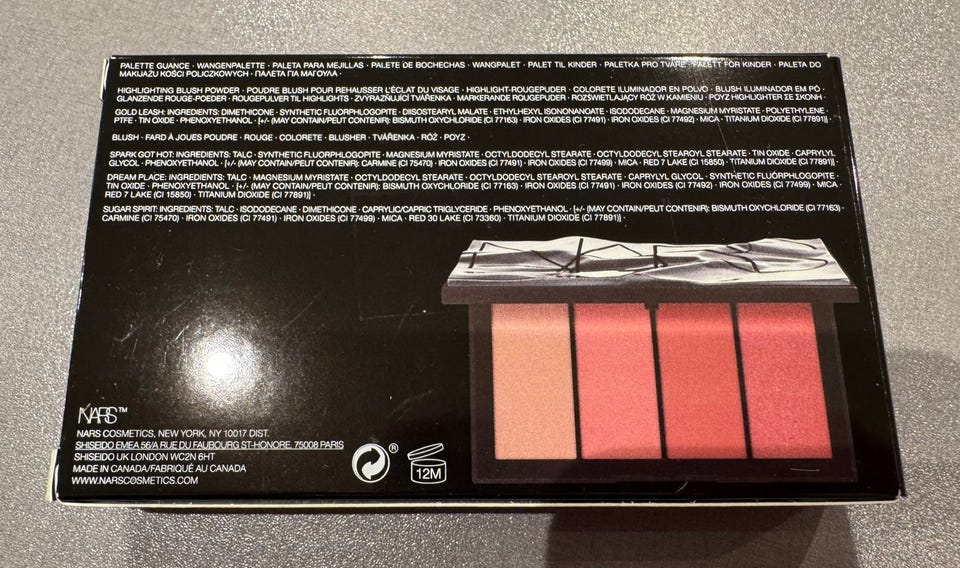 PALETTE GUANCE · WANGENPALETTE · PALETA PARA MEJILLAS · PALETE DE BOCHECHAS · WANGPALET · PALET TIL KINDER · PALETKA PRO TVÁŘE · PALETT FÖR KINDER · PALETA DO
MAKIJAŻU KOŚCI POLICZKOWYCH · ΠΑΛΕΤΑ ΓΙΑ ΜΑΓΟΥΛΑ ·
HIGHLIGHTING BLUSH POWDER · POUDRE BLUSH POUR REHAUSSER L'ÉCLAT DU VISAGE · HIGHLIGHT-ROUGEPUDER · COLORETE ILUMINADOR EN POLVO · BLUSH ILUMINADOR EM PÓ ·
GLANZENDE ROUGE-POEDER · ROUGEPULVER TIL HIGHLIGHTS · ZVÝRAZŇUJÍCÍ TVÁŘENKA · MARKERANDE ROUGEPUDER · ROZŚWIETLAJĄCY RÓŻ W KAMIENIU · ΡΟΥΖ HIGHLIGHTER ΣΕ ΣΚΟΝΗ ·
GOLD LEASH: INGREDIENTS: DIMETHICONE · SYNTHETIC FLUORPHLOGOPITE · DIISOSTEARYL MALATE · ETHYLHEXYL ISONONANOATE · ISODODECANE · MAGNESIUM MYRISTATE · POLYETHYLENE ·
PTFE · TIN OXIDE · PHENOXYETHANOL · [+/- (MAY CONTAIN/PEUT CONTENIR): BISMUTH OXYCHLORIDE (CI 77163) · IRON OXIDES (CI 77491) · IRON OXIDES (CI 77492) · MICA · TITANIUM DIOXIDE (CI 77891)] ·
BLUSH · FARD À JOUES POUDRE · ROUGE · COLORETE · BLUSHER · TVÁŘENKA · RÓŻ · ΡΟΥΖ ·
SPARK GOT HOT: INGREDIENTS: TALC · SYNTHETIC FLUORPHLOGOPITE · MAGNESIUM MYRISTATE · OCTYLDODECYL STEARATE · OCTYLDODECYL STEAROYL STEARATE · TIN OXIDE · CAPRYLYL
GLYCOL · PHENOXYETHANOL · [+/- (MAY CONTAIN/PEUT CONTENIR): CARMINE (CI 75470) · IRON OXIDES (CI 77491) · IRON OXIDES (CI 77499) · MICA · RED 7 LAKE (CI 15850) · TITANIUM DIOXIDE (CI 77891)] ·
DREAM PLACE: INGREDIENTS: TALC · MAGNESIUM MYRISTATE · OCTYLDODECYL STEARATE · OCTYLDODECYL STEAROYL STEARATE · CAPRYLYL GLYCOL · SYNTHETIC FLUORPHLOGOPITE ·
TIN OXIDE · PHENOXYETHANOL · [+/- (MAY CONTAIN/PEUT CONTENIR): BISMUTH OXYCHLORIDE (CI 77163) · IRON OXIDES (CI 77491) · IRON OXIDES (CI 77492) · IRON OXIDES (CI 77499) · MICA ·
RED 7 LAKE (CI 15850) · TITANIUM DIOXIDE (CI 77891)] ·
SUGAR SPIRIT: INGREDIENTS: TALC · ISODODECANE · DIMETHICONE · CAPRYLIC/CAPRIC TRIGLYCERIDE · PHENOXYETHANOL · [+/- (MAY CONTAIN/PEUT CONTENIR): BISMUTH OXYCHLORIDE (CI 77163) ·
CARMINE (CI 75470) · IRON OXIDES (CI 77491) · IRON OXIDES (CI 77499) · MICA · RED 30 LAKE (CI 73360) · TITANIUM DIOXIDE (CI 77891)] ·
NARS
NARS™
NARS COSMETICS, NEW YORK, NY 10017 DIST.
SHISEIDO EMEA 56/A RUE DU FAUBOURG ST-HONORE, 75008 PARIS
SHISEIDO UK LONDON WC2N 6HT
MADE IN CANADA/FABRIQUÉ AU CANADA
WWW.NARSCOSMETICS.COM
®
12M